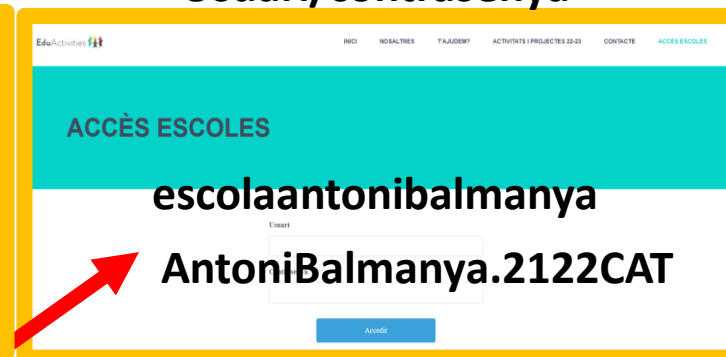 EduActivities
INICI NOSALTRES T'AJUDEM? ACTIVITATS I PROJECTES 22-23 CONTACTE ACCÉS ESCOLES
ACCÈS ESCOLES
escolaantonibalmanya
Usuari
AntoniBalmanya.2122CAT
Accedir